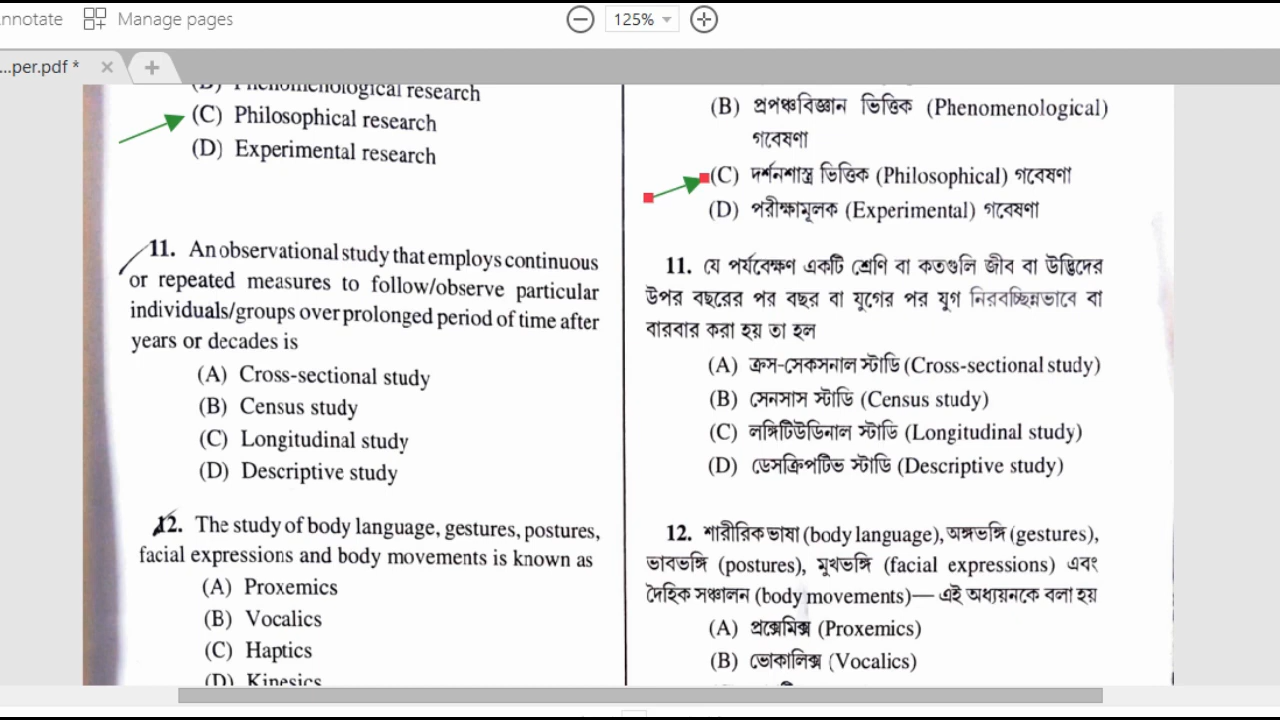 nnotate
Manage pages
125%
...per.pdf *
(B) Phenomenological research
(C) Philosophical research
(D) Experimental research
11. An observational study that employs continuous
or repeated measures to follow/observe particular
individuals/groups over prolonged period of time after
years or decades is
(A) Cross-sectional study
(B) Census study
(C) Longitudinal study
(D) Descriptive study
12. The study of body language, gestures, postures,
facial expressions and body movements is known as
(A) Proxemics
(B) Vocalics
(C) Haptics
(D) Kinesics
(B) প্রপঞ্চবিজ্ঞান ভিত্তিক (Phenomenological)
গবেষণা
(C) দর্শনশাস্ত্র ভিত্তিক (Philosophical) গবেষণা
(D) পরীক্ষামূলক (Experimental) গবেষণা
11. যে পর্যবেক্ষণ একটি শ্রেণি বা কতগুলি জীব বা উদ্ভিদের
উপর বছরের পর বছর বা যুগের পর যুগ নিরবচ্ছিন্নভাবে বা
বারবার করা হয় তা হল
(A) ক্রস-সেকসনাল স্টাডি (Cross-sectional study)
(B) সেনসাস স্টাডি (Census study)
(C) লঙ্গিটিউডিনাল স্টাডি (Longitudinal study)
(D) ডেসক্রিপটিভ স্টাডি (Descriptive study)
12. শারীরিক ভাষা (body language), অঙ্গভঙ্গি (gestures),
ভাবভঙ্গি (postures), মুখভঙ্গি (facial expressions) এবং
দৈহিক সঞ্চালন (body movements)— এই অধ্যয়নকে বলা হয়
(A) প্রক্সেমিক্স (Proxemics)
(B) ভোকালিক্স (Vocalics)